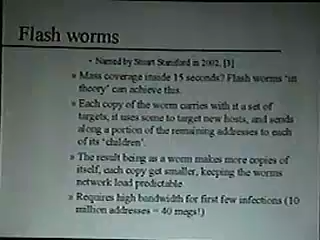 Flash worms
• Named by Stuart Staniford in 2002. [3]
» Mass coverage inside 15 seconds? Flash worms 'in
theory' can achieve this.
» Each copy of the worm carries with it a set of
targets, it uses some to target new hosts, and sends
along a portion of the remaining addresses to each
of its 'children'.
» The result being as a worm makes more copies of
itself, each copy get smaller, keeping the worms
network load predictable.
» Requires high bandwidth for first few infections (10
million addresses = 40 megs!)